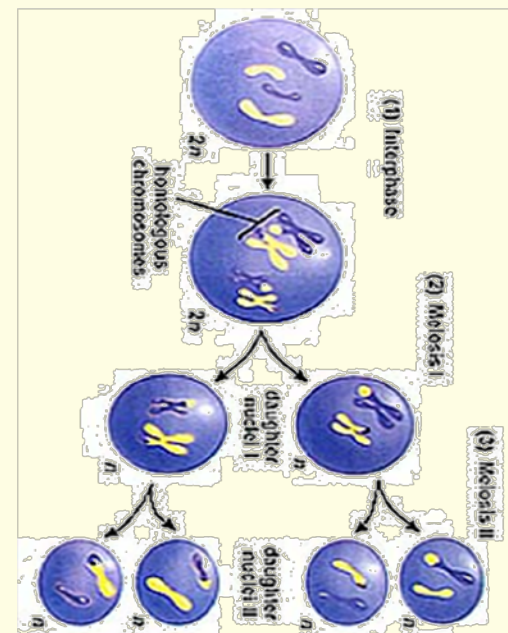 (1) Interphase
2n
homologous
chromosomes
2n
(2) Meiosis I
daughter
nuclei I
n
n
(3) Meiosis II
daughter
nuclei II
n
n
n
n